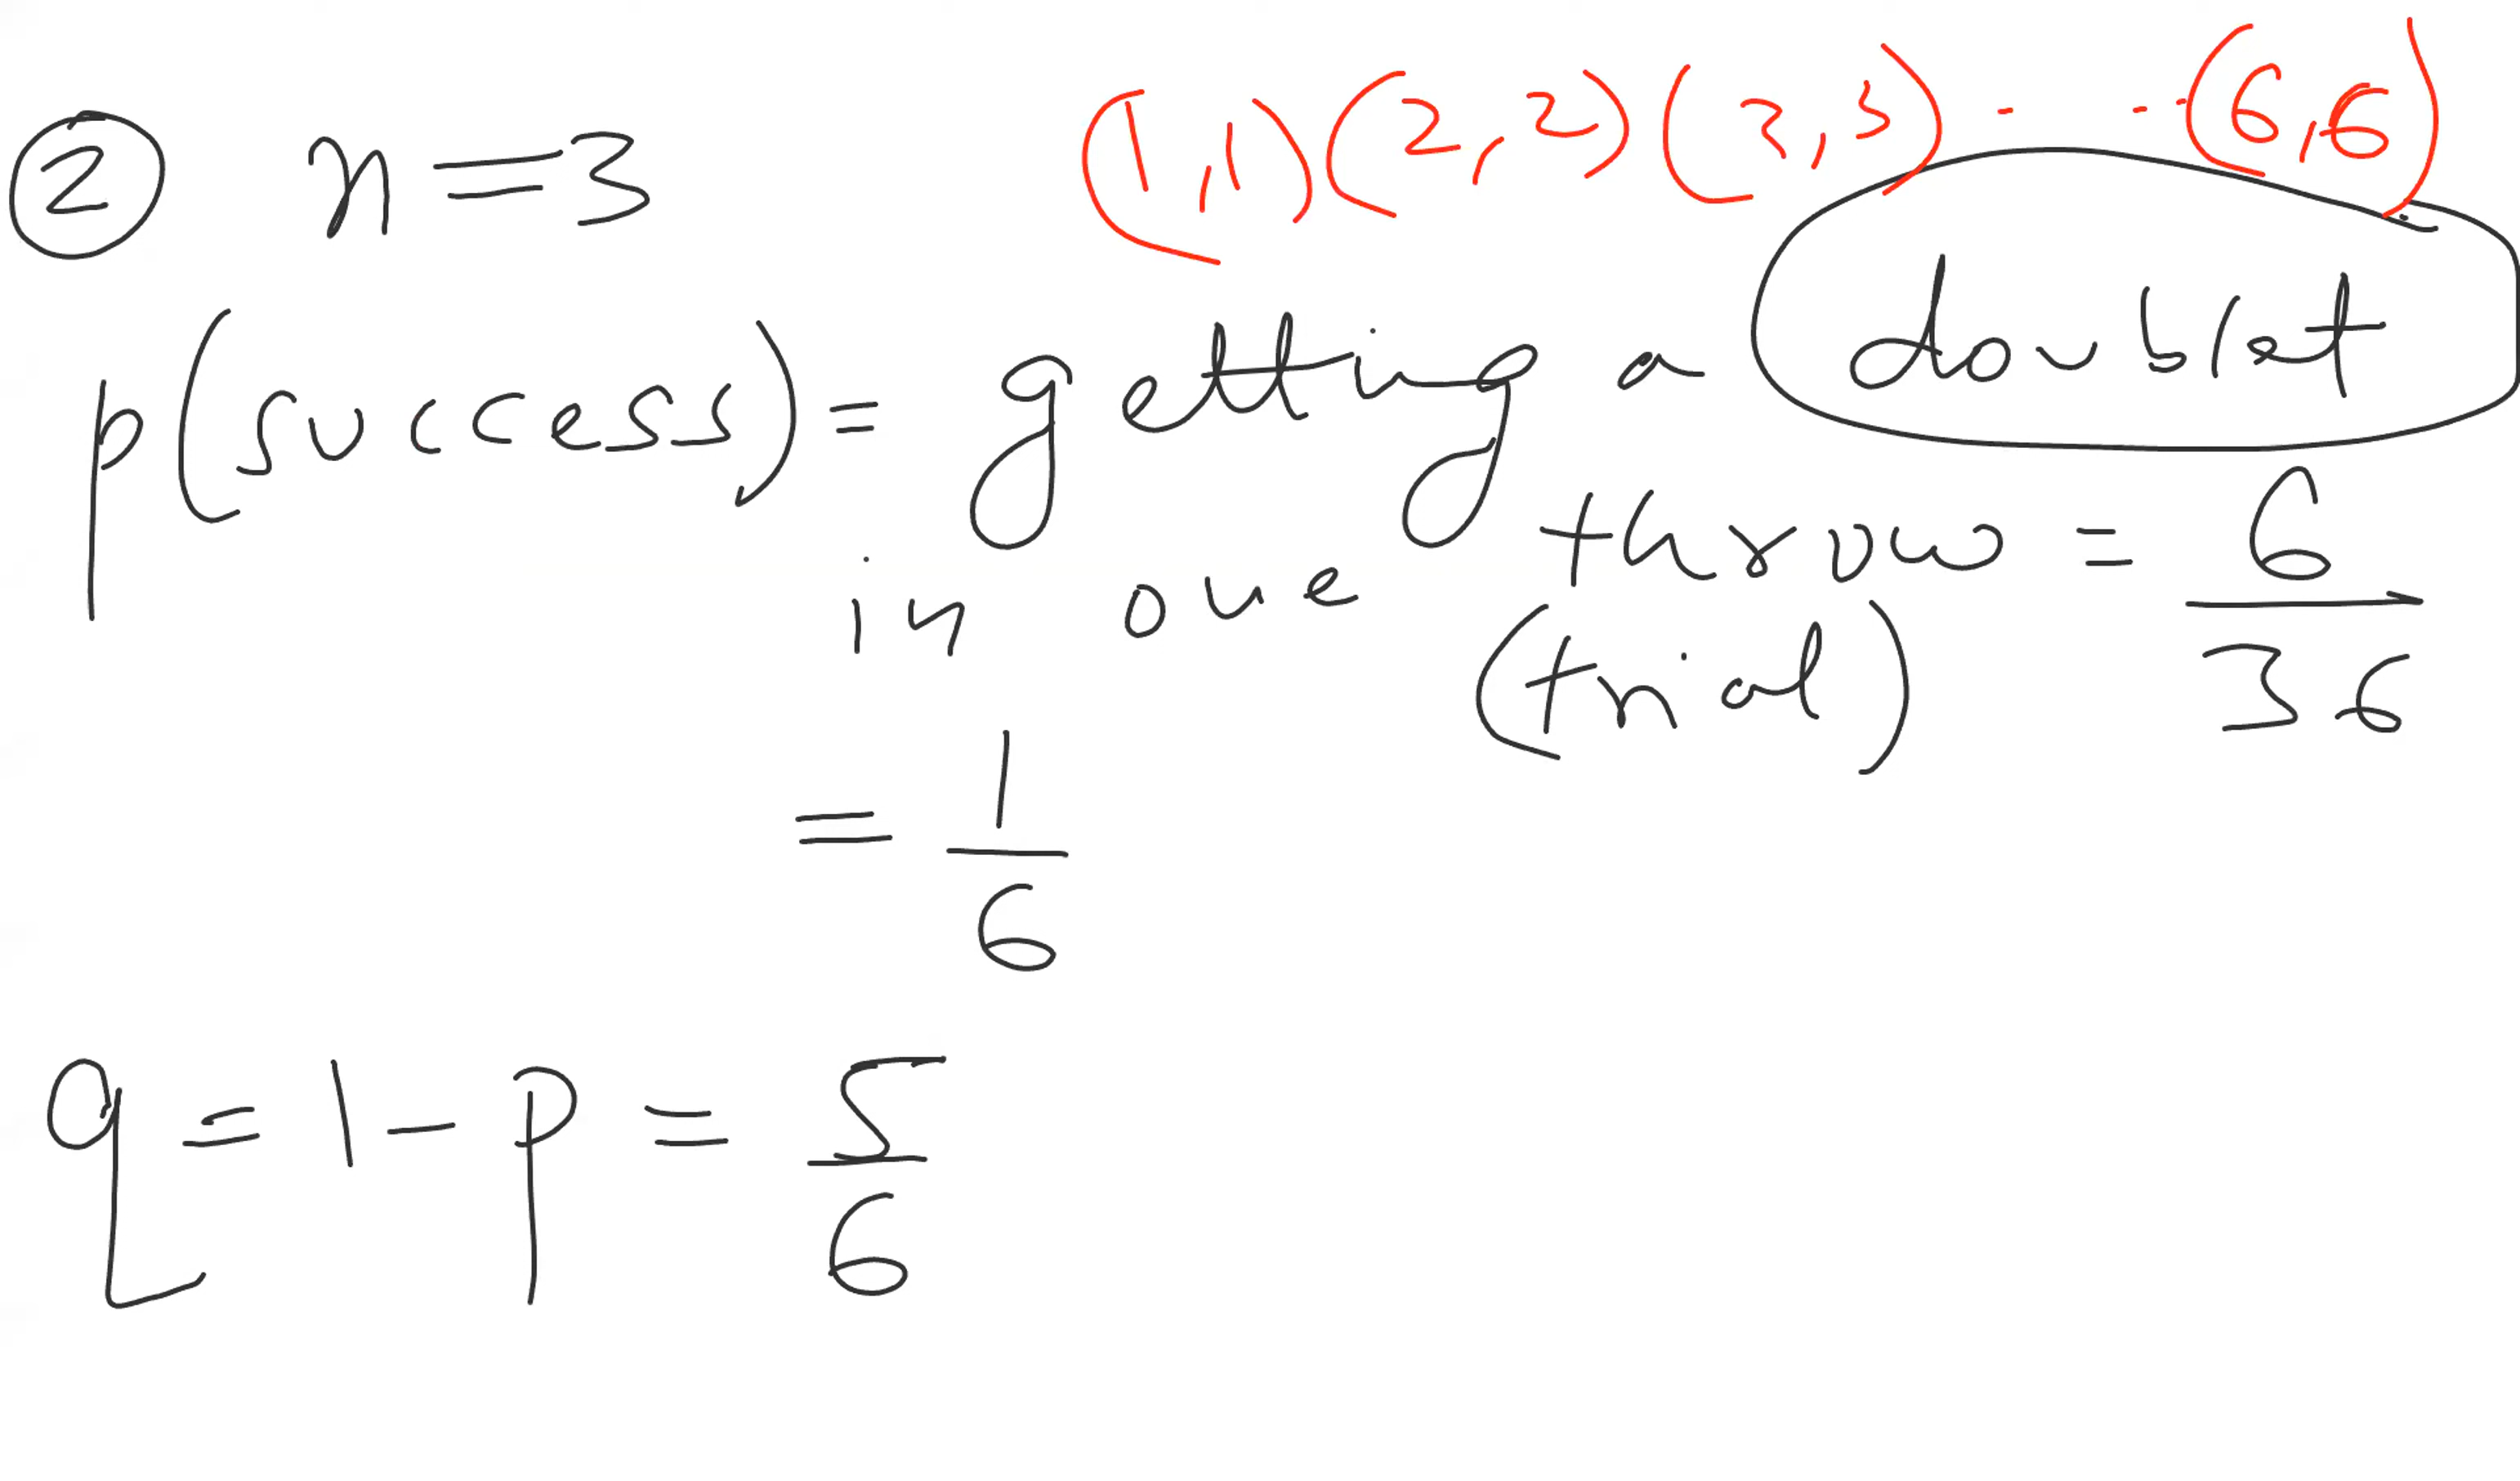 (1,1) (2,2) (3,3) - - - (6,6)
② n = 3
p(success) = getting a doublet
in one throw = 6/36
(trial)
= 1/6
q = 1 - p = 5/6